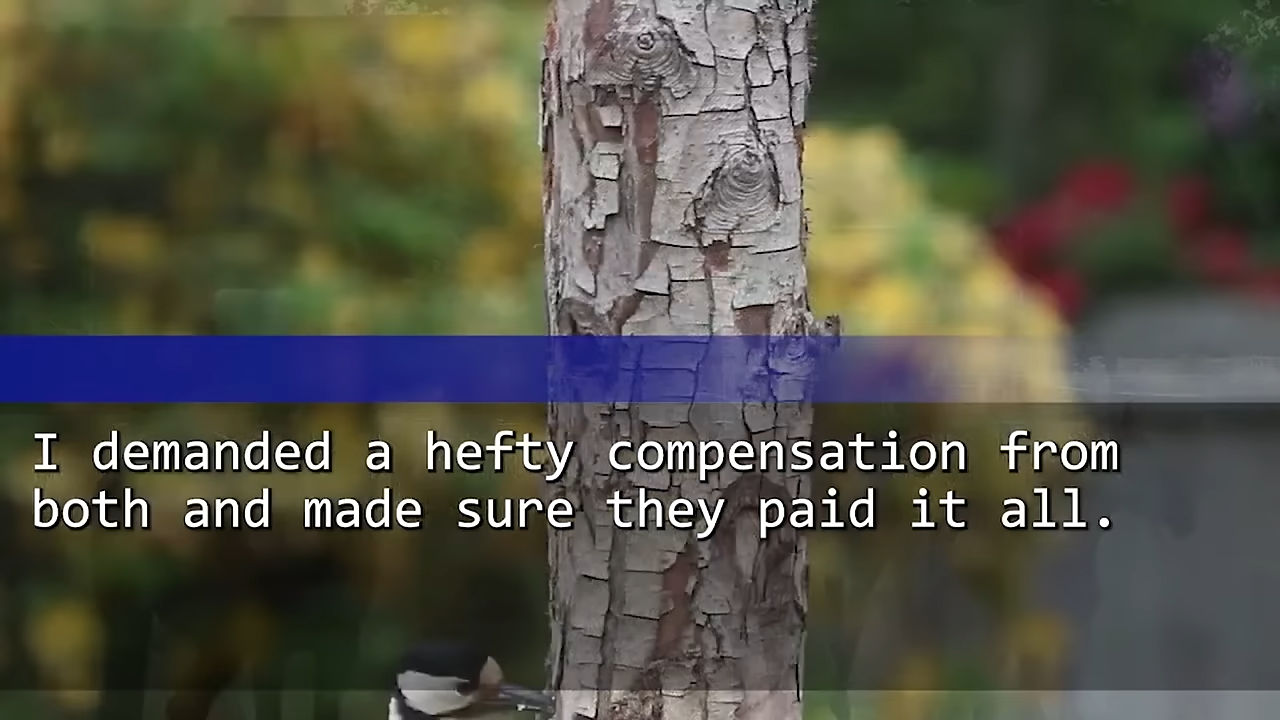 I demanded a hefty compensation from
both and made sure they paid it all.